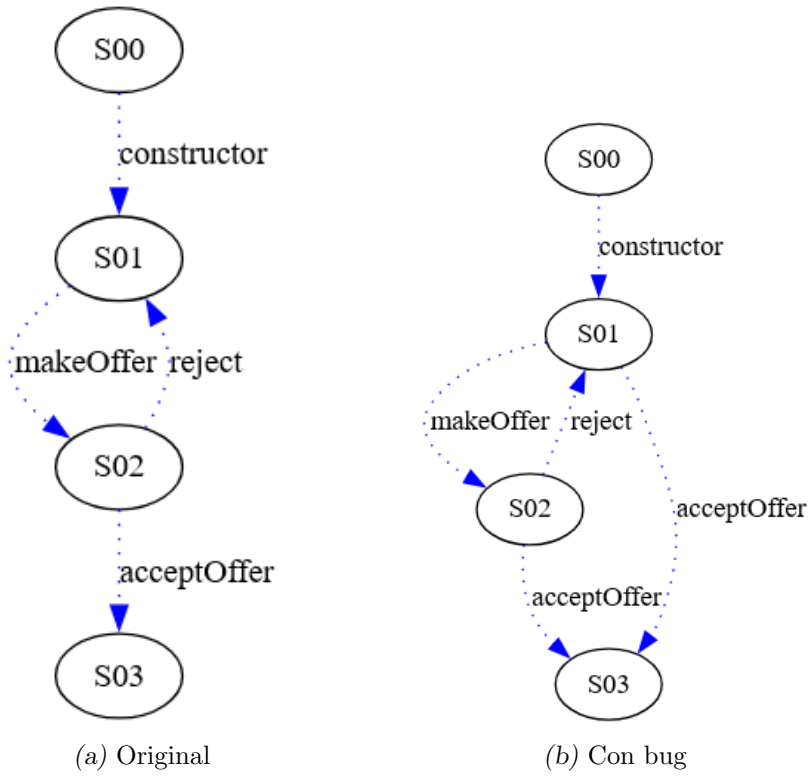 S00
constructor
S01
makeOffer reject
S02
acceptOffer
S03
(a) Original
S00
constructor
S01
makeOffer reject
acceptOffer
S02
acceptOffer
S03
(b) Con bug